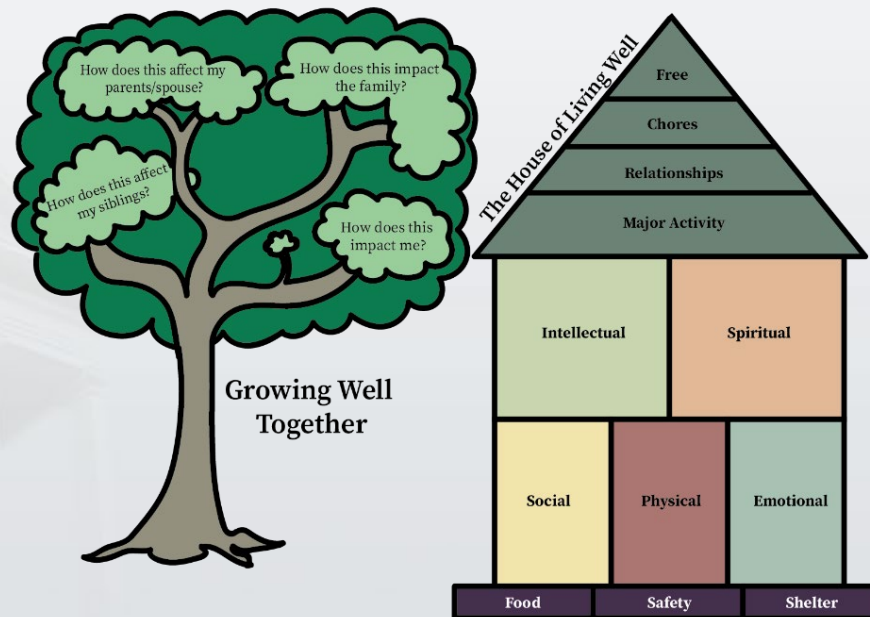 How does this affect my
parents/spouse?
How does this impact
the family?
How does this affect
my siblings?
How does this
impact me?
Growing Well
Together
The House of Living Well
Free
Chores
Relationships
Major Activity
Intellectual
Spiritual
Social
Physical
Emotional
Food
Safety
Shelter